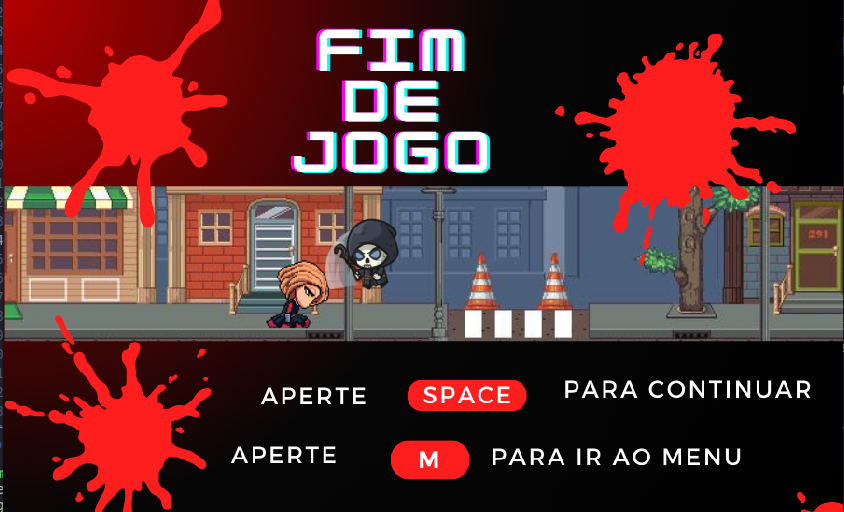 FIM
DE
JOGO
291
APERTE SPACE PARA CONTINUAR
APERTE M PARA IR AO MENU